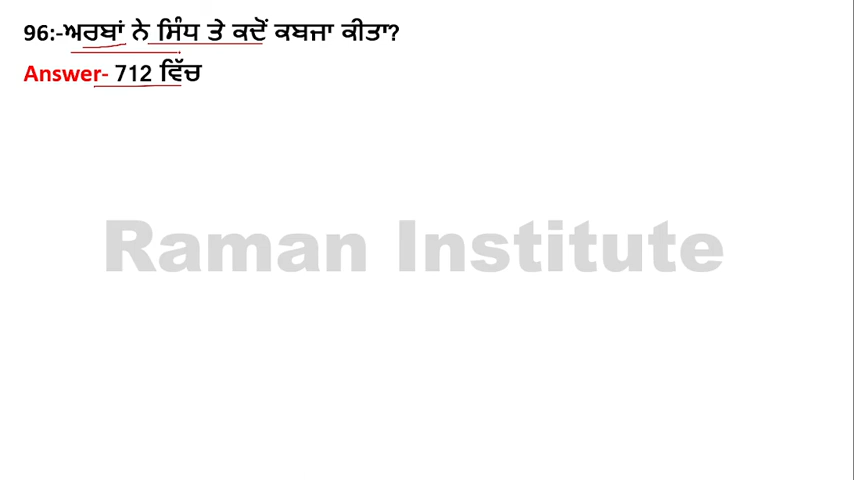 96:-ਅਰਬਾਂ ਨੇ ਸਿੰਧ ਤੇ ਕਦੋਂ ਕਬਜਾ ਕੀਤਾ?
Answer- 712 ਵਿੱਚ
Raman Institute